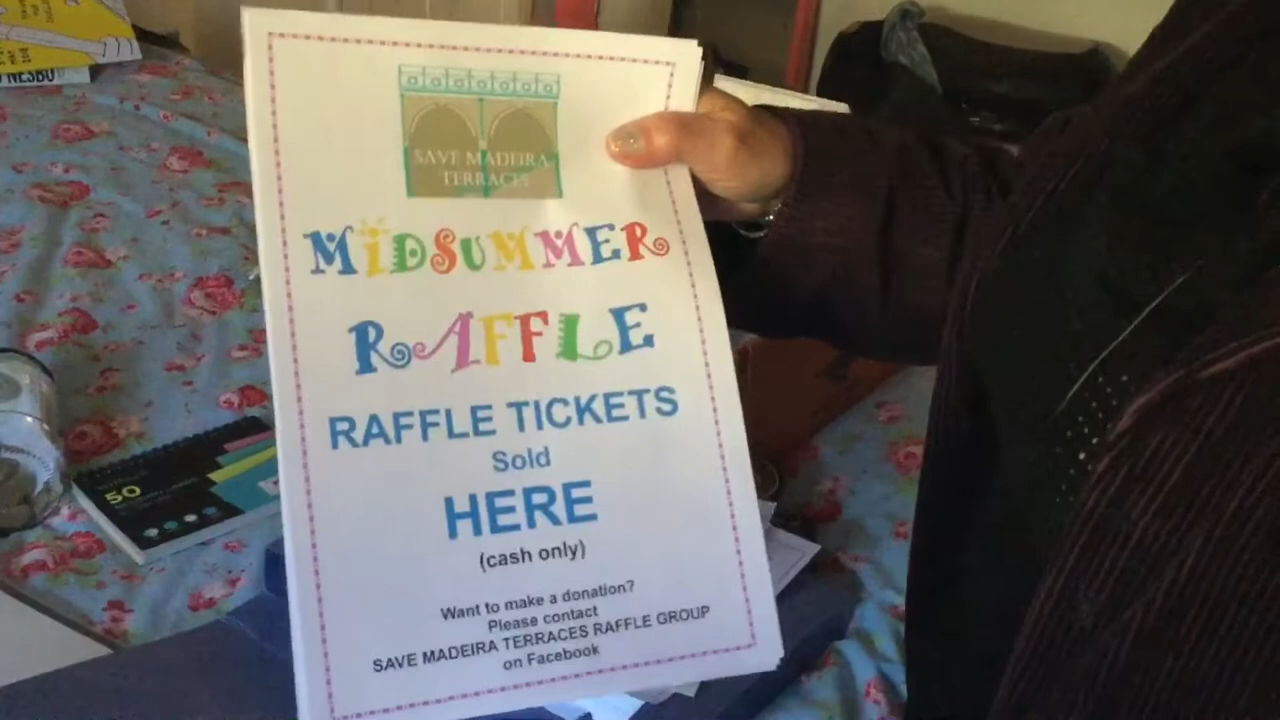 NESBO
SAVE MADEIRA
TERRACES
MIDSUMMER
RAFFLE
RAFFLE TICKETS
Sold
HERE
(cash only)
Want to make a donation?
Please contact
SAVE MADEIRA TERRACES RAFFLE GROUP
on Facebook
50